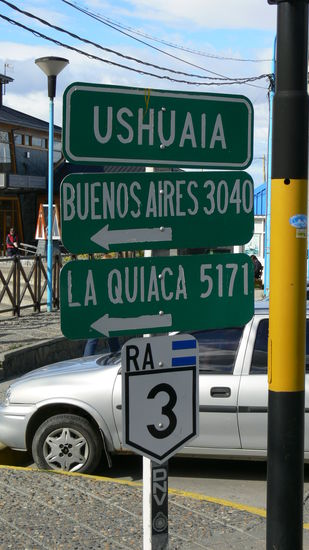 USHUAIA
BUENOS AIRES 3040
LA QUIACA 5171
RA
3
DNV